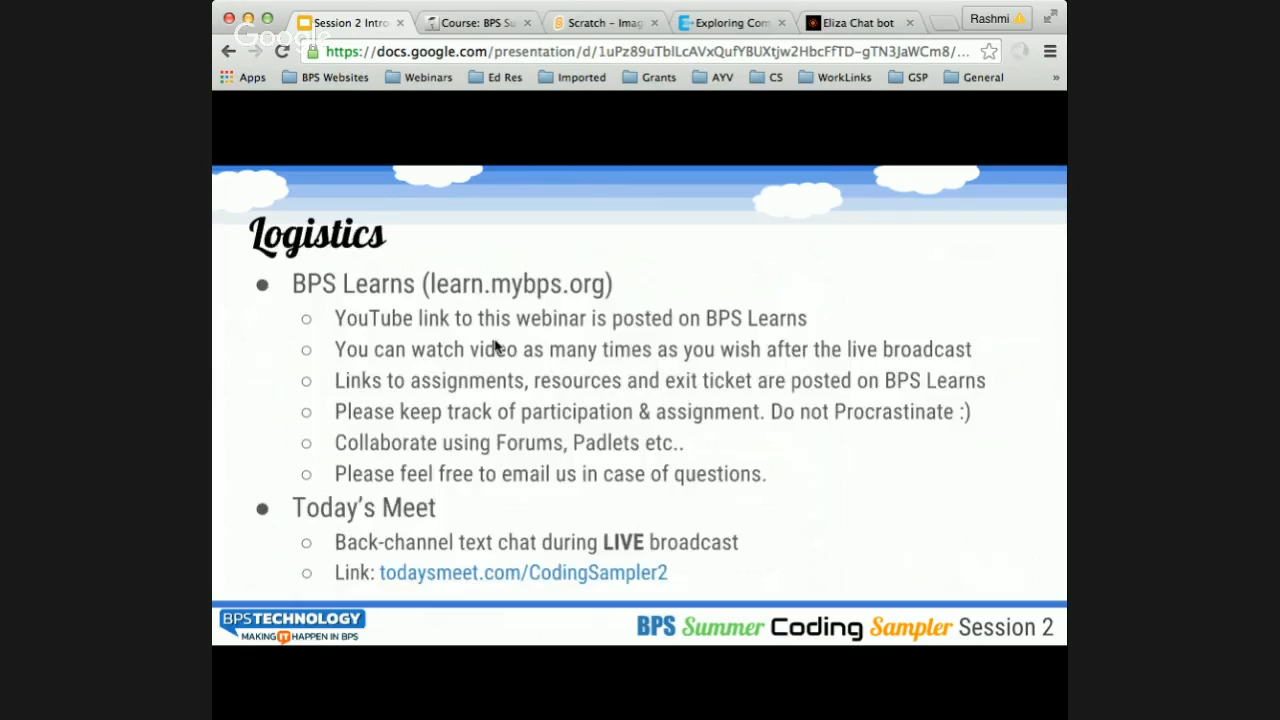 Session 2 Intro
Course: BPS Su
Scratch – Imag
Exploring Com
Eliza Chat bot
Rashmi
Google
https://docs.google.com/presentation/d/1uPz89uTblLcAVxQufYBUXtjw2HbcFfTD-gTN3JaWCm8/...
Apps BPS Websites Webinars Ed Res Imported Grants AYV CS WorkLinks GSP General »
Logistics
● BPS Learns (learn.mybps.org)
○ YouTube link to this webinar is posted on BPS Learns
○ You can watch video as many times as you wish after the live broadcast
○ Links to assignments, resources and exit ticket are posted on BPS Learns
○ Please keep track of participation & assignment. Do not Procrastinate :)
○ Collaborate using Forums, Padlets etc..
○ Please feel free to email us in case of questions.
● Today's Meet
○ Back-channel text chat during LIVE broadcast
○ Link: todaysmeet.com/CodingSampler2
BPSTECHNOLOGY
MAKING IT HAPPEN IN BPS
BPS Summer Coding Sampler Session 2